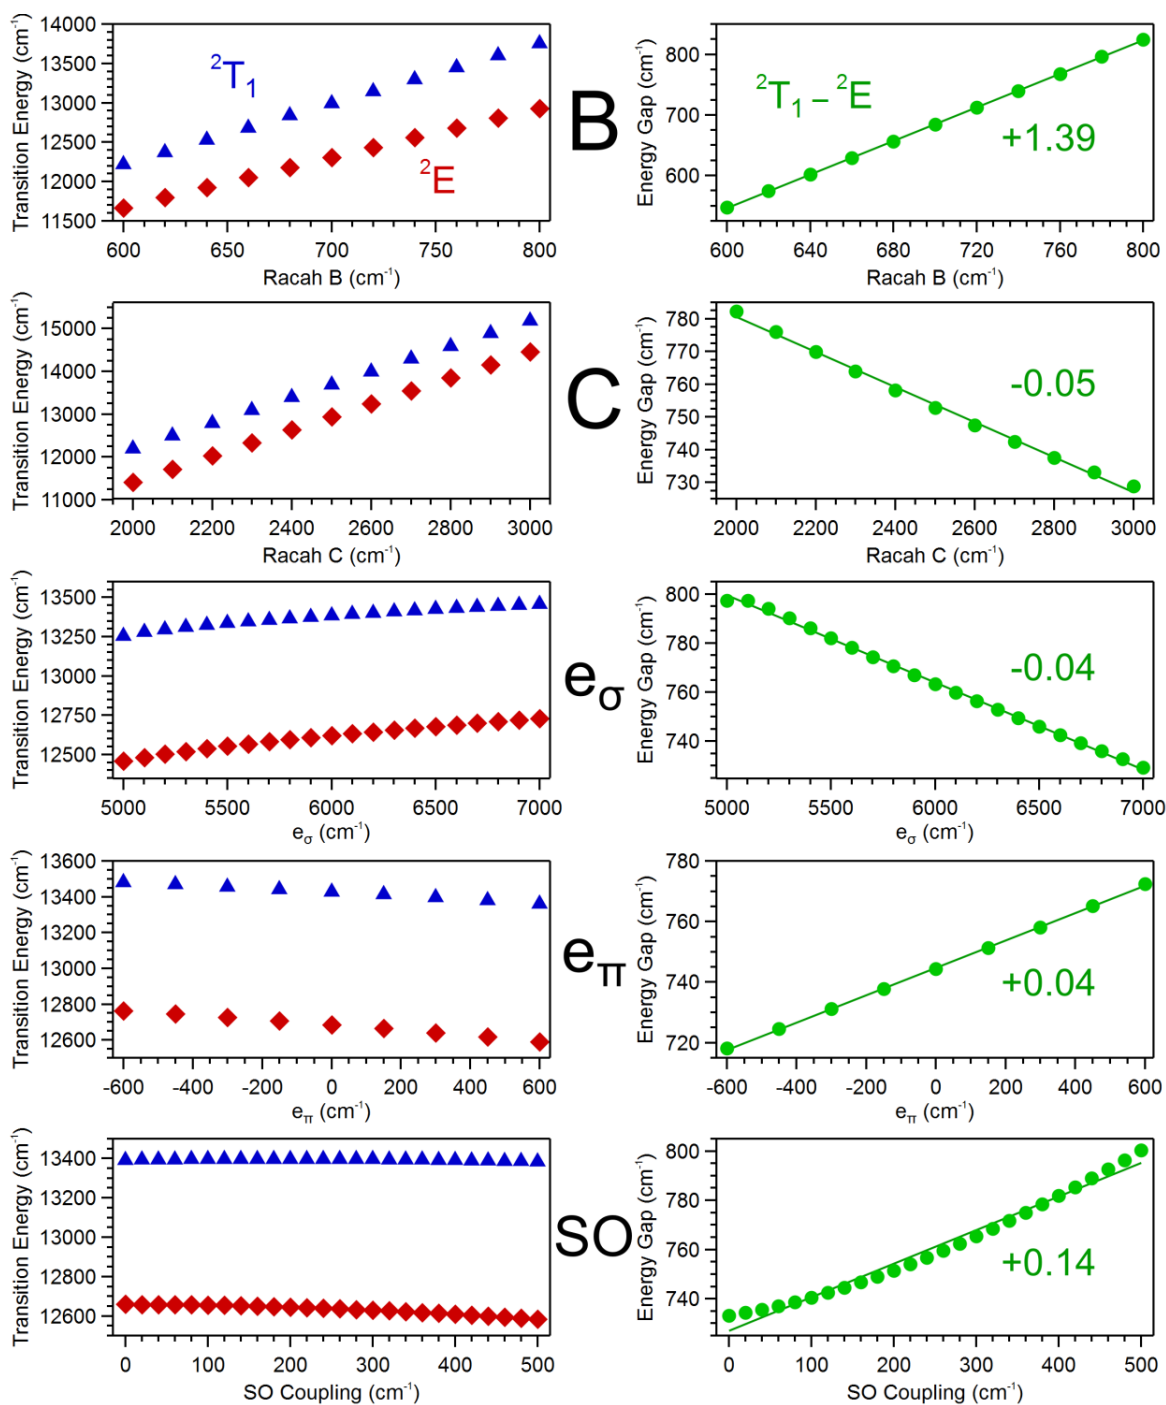 Transition Energy (cm⁻¹)
14000
13500
13000
12500
12000
11500
²T₁
²E
600 650 700 750 800
Racah B (cm⁻¹)
B
Energy Gap (cm⁻¹)
800
700
600
²T₁ – ²E
+1.39
600 640 680 720 760 800
Racah B (cm⁻¹)
Transition Energy (cm⁻¹)
15000
14000
13000
12000
11000
2000 2200 2400 2600 2800 3000
Racah C (cm⁻¹)
C
Energy Gap (cm⁻¹)
780
770
760
750
740
730
-0.05
2000 2200 2400 2600 2800 3000
Racah C (cm⁻¹)
Transition Energy (cm⁻¹)
13500
13250
13000
12750
12500
5000 5500 6000 6500 7000
eσ (cm⁻¹)
eσ
Energy Gap (cm⁻¹)
800
780
760
740
-0.04
5000 5500 6000 6500 7000
eσ (cm⁻¹)
Transition Energy (cm⁻¹)
13600
13400
13200
13000
12800
12600
-600 -400 -200 0 200 400 600
eπ (cm⁻¹)
eπ
Energy Gap (cm⁻¹)
780
760
740
720
+0.04
-600 -400 -200 0 200 400 600
eπ (cm⁻¹)
Transition Energy (cm⁻¹)
13400
13200
13000
12800
12600
0 100 200 300 400 500
SO Coupling (cm⁻¹)
SO
Energy Gap (cm⁻¹)
800
780
760
740
+0.14
0 100 200 300 400 500
SO Coupling (cm⁻¹)